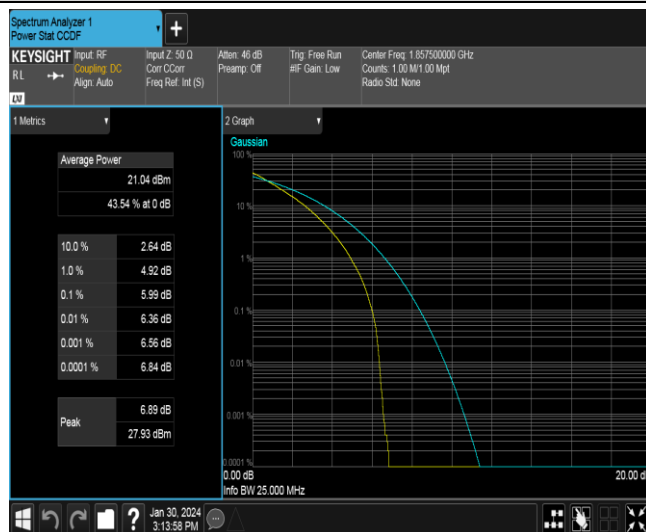 Spectrum Analyzer 1
Power Stat CCDF
+
KEYSIGHT
RL
LXI
Input: RF
Coupling: DC
Align: Auto
Input Z: 50 Ω
Corr CCorr
Freq Ref: Int (S)
Atten: 46 dB
Preamp: Off
Trig: Free Run
#IF Gain: Low
Center Freq: 1.857500000 GHz
Counts: 1.00 M/1.00 Mpt
Radio Std: None
1 Metrics
Average Power
21.04 dBm
43.54 % at 0 dB
10.0 % 2.64 dB
1.0 % 4.92 dB
0.1 % 5.99 dB
0.01 % 6.36 dB
0.001 % 6.56 dB
0.0001 % 6.84 dB
Peak
6.89 dB
27.93 dBm
2 Graph
Gaussian
100 %
10 %
1 %
0.1 %
0.01 %
0.001 %
0.0001 %
0.00 dB
20.00 d
Info BW 25.000 MHz
?
Jan 30, 2024
3:13:58 PM